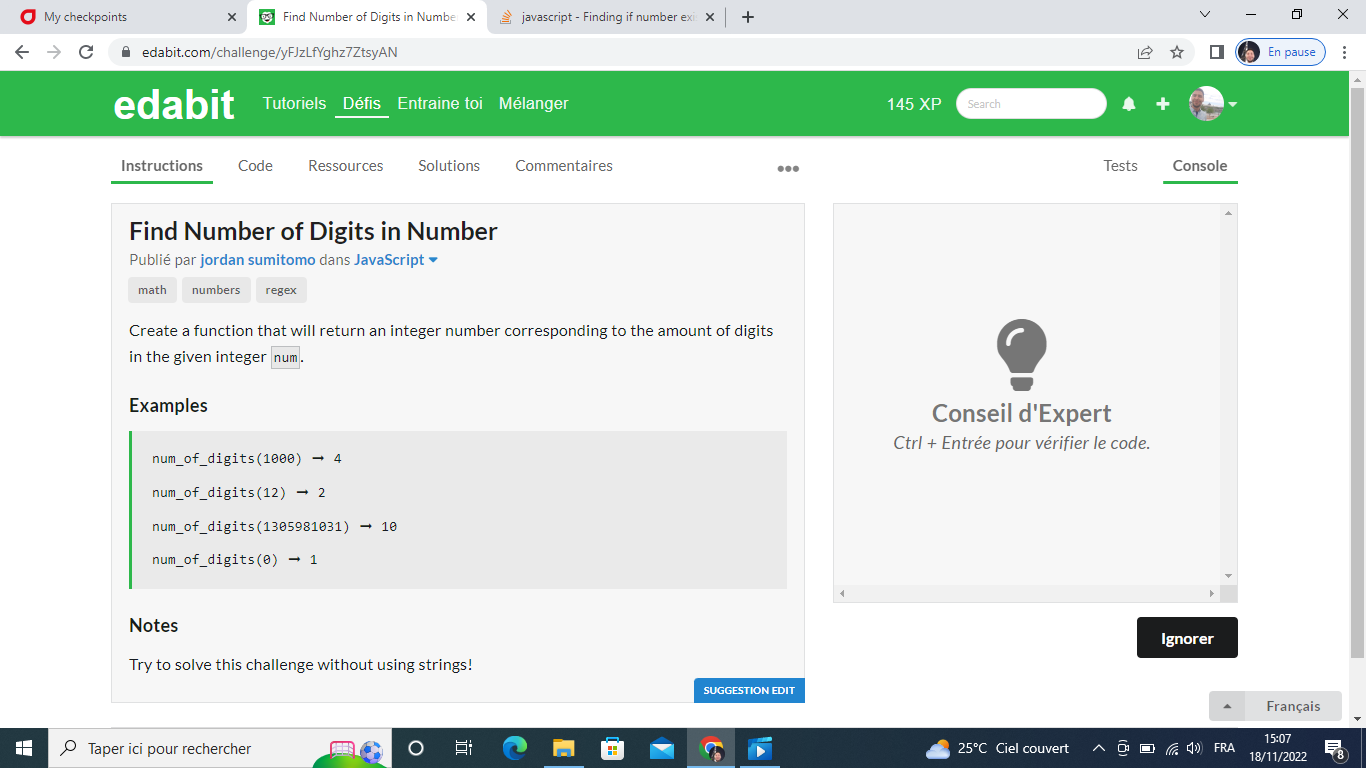 My checkpoints
Find Number of Digits in Numbe
javascript - Finding if number exi
edabit.com/challenge/yFJzLfYghz7ZtsyAN
En pause
edabit
Tutoriels Défis Entraine toi Mélanger
145 XP
Search
Instructions Code Ressources Solutions Commentaires
Tests Console
Find Number of Digits in Number
Publié par jordan sumitomo dans JavaScript
math numbers regex
Create a function that will return an integer number corresponding to the amount of digits
in the given integer num.
Examples
num_of_digits(1000) ➞ 4
num_of_digits(12) ➞ 2
num_of_digits(1305981031) ➞ 10
num_of_digits(0) ➞ 1
Notes
Try to solve this challenge without using strings!
SUGGESTION EDIT
Conseil d'Expert
Ctrl + Entrée pour vérifier le code.
Ignorer
Français
Taper ici pour rechercher
25°C Ciel couvert
FRA
15:07
18/11/2022
8